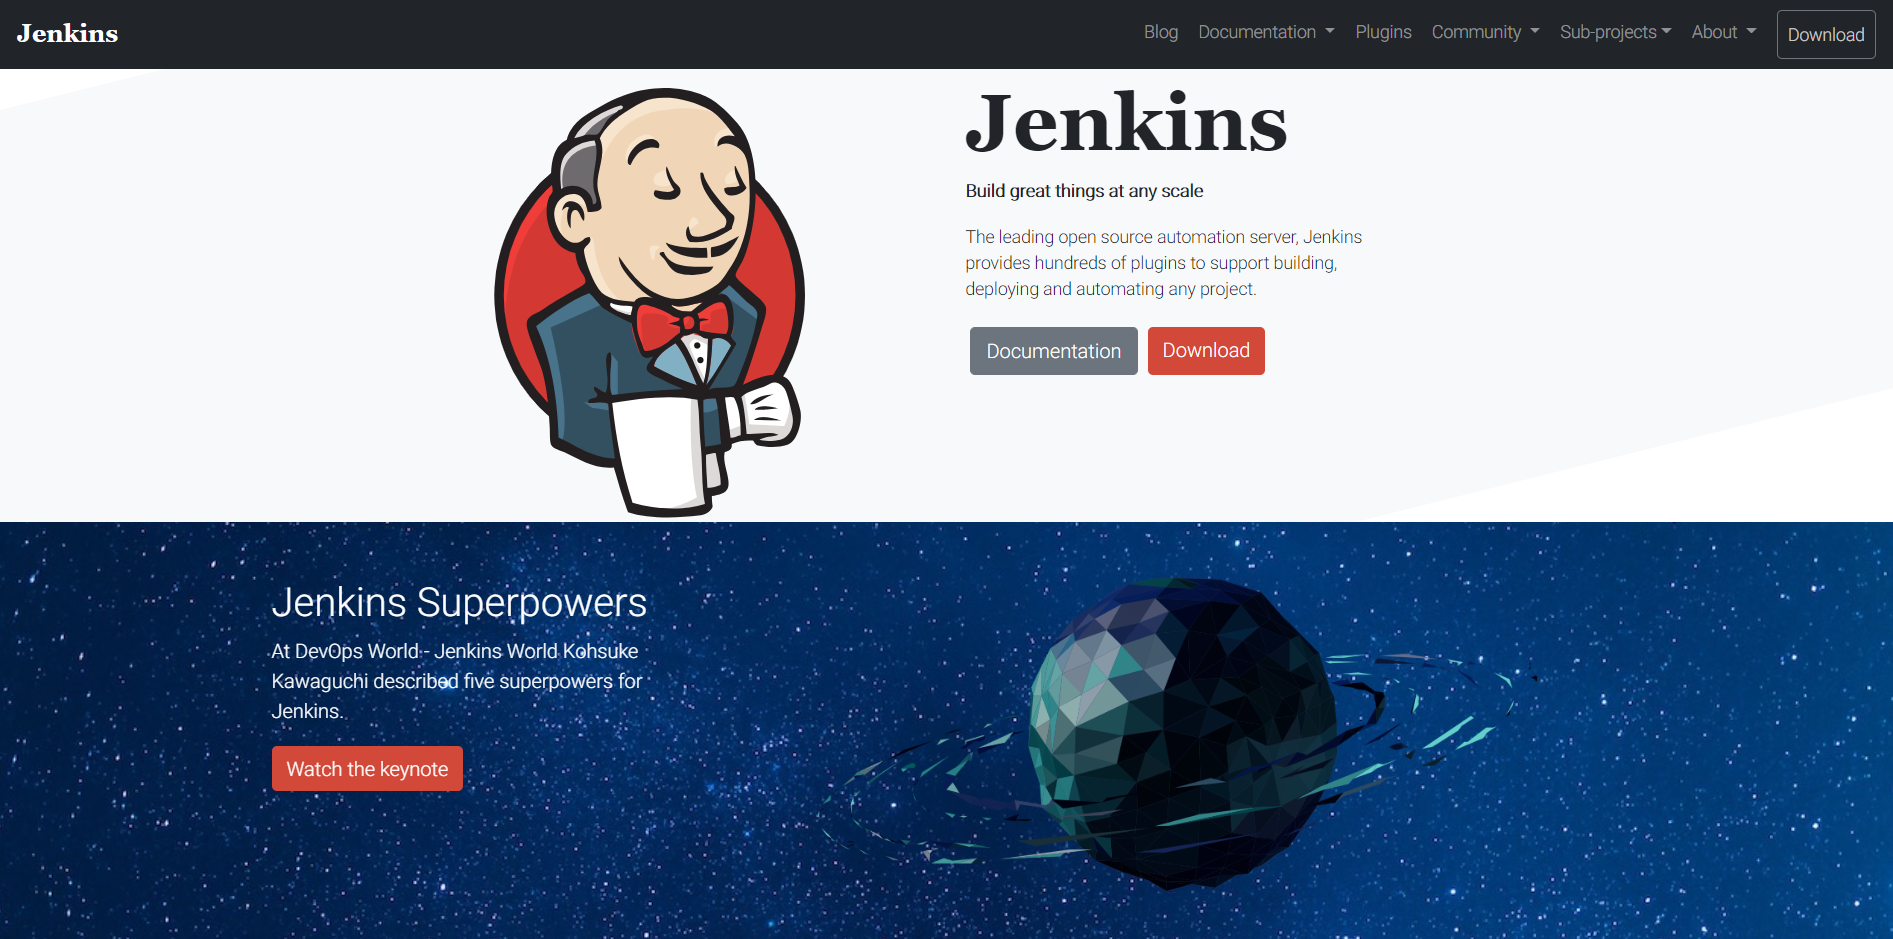 Jenkins
Blog Documentation Plugins Community Sub-projects About Download
Jenkins
Build great things at any scale
The leading open source automation server, Jenkins
provides hundreds of plugins to support building,
deploying and automating any project.
Documentation Download
Jenkins Superpowers
At DevOps World - Jenkins World Kohsuke
Kawaguchi described five superpowers for
Jenkins.
Watch the keynote